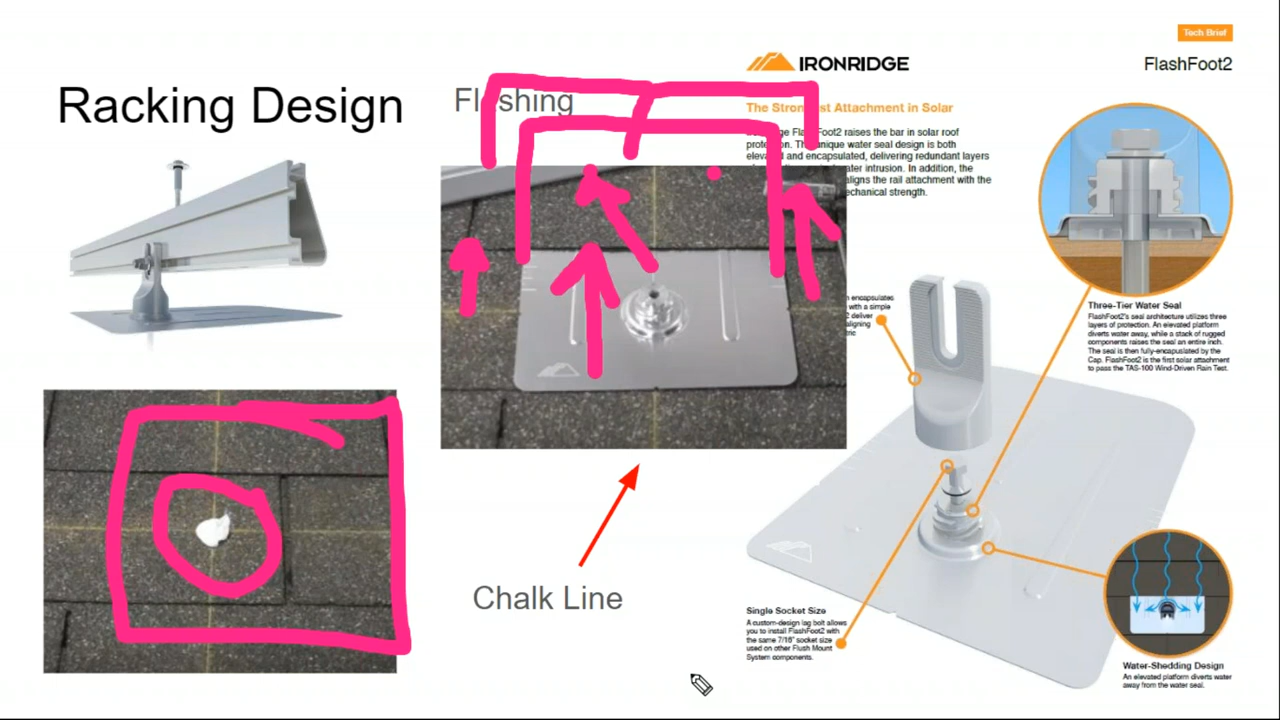 Tech Brief
IRONRIDGE
FlashFoot2
Racking Design
Flashing
The Strongest Attachment in Solar
FlashFoot2 raises the bar in solar roof
unique water seal design is both
and encapsulated, delivering redundant layers
water intrusion. In addition, the
aligns the rail attachment with the
mechanical strength.
encapsulates
with a simple
2 deliver
aligning
Three-Tier Water Seal
FlashFoot2's seal architecture utilizes three
layers of protection. An elevated platform
diverts water away, while a stack of rugged
components raises the seal an entire inch.
The seal is then fully-encapsulated by the
Cap. FlashFoot2 is the first solar attachment
to pass the TAS-100 Wind-Driven Rain Test.
Chalk Line
Single Socket Size
A custom-design lag bolt allows
you to install FlashFoot2 with
the same 7/16" socket size
used on other Flush Mount
System components.
Water-Shedding Design
An elevated platform diverts water
away from the water seal.